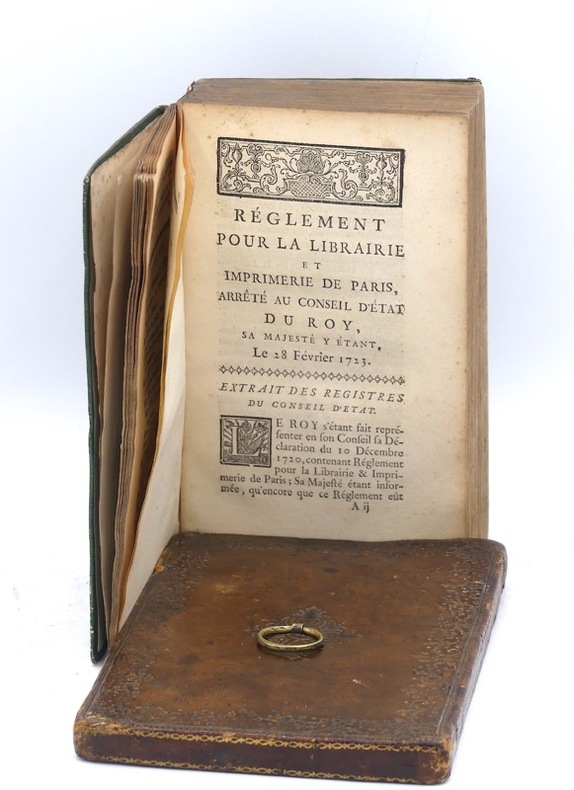 RÉGLEMENT
POUR LA LIBRAIRIE
ET
IMPRIMERIE DE PARIS,
ARRÊTÉ AU CONSEIL D'ÉTAT
DU ROY,
SA MAJESTÉ Y ÉTANT,
Le 28 Février 1723.
EXTRAIT DES REGISTRES
DU CONSEIL D'ETAT.
LE ROY s'étant fait repré-
ſenter en ſon Conſeil ſa Dé-
claration du 10 Décembre
1720, contenant Réglement
pour la Librairie & Impri-
merie de Paris; Sa Majeſté étant infor-
mée, qu'encore que ce Réglement eût
A ij